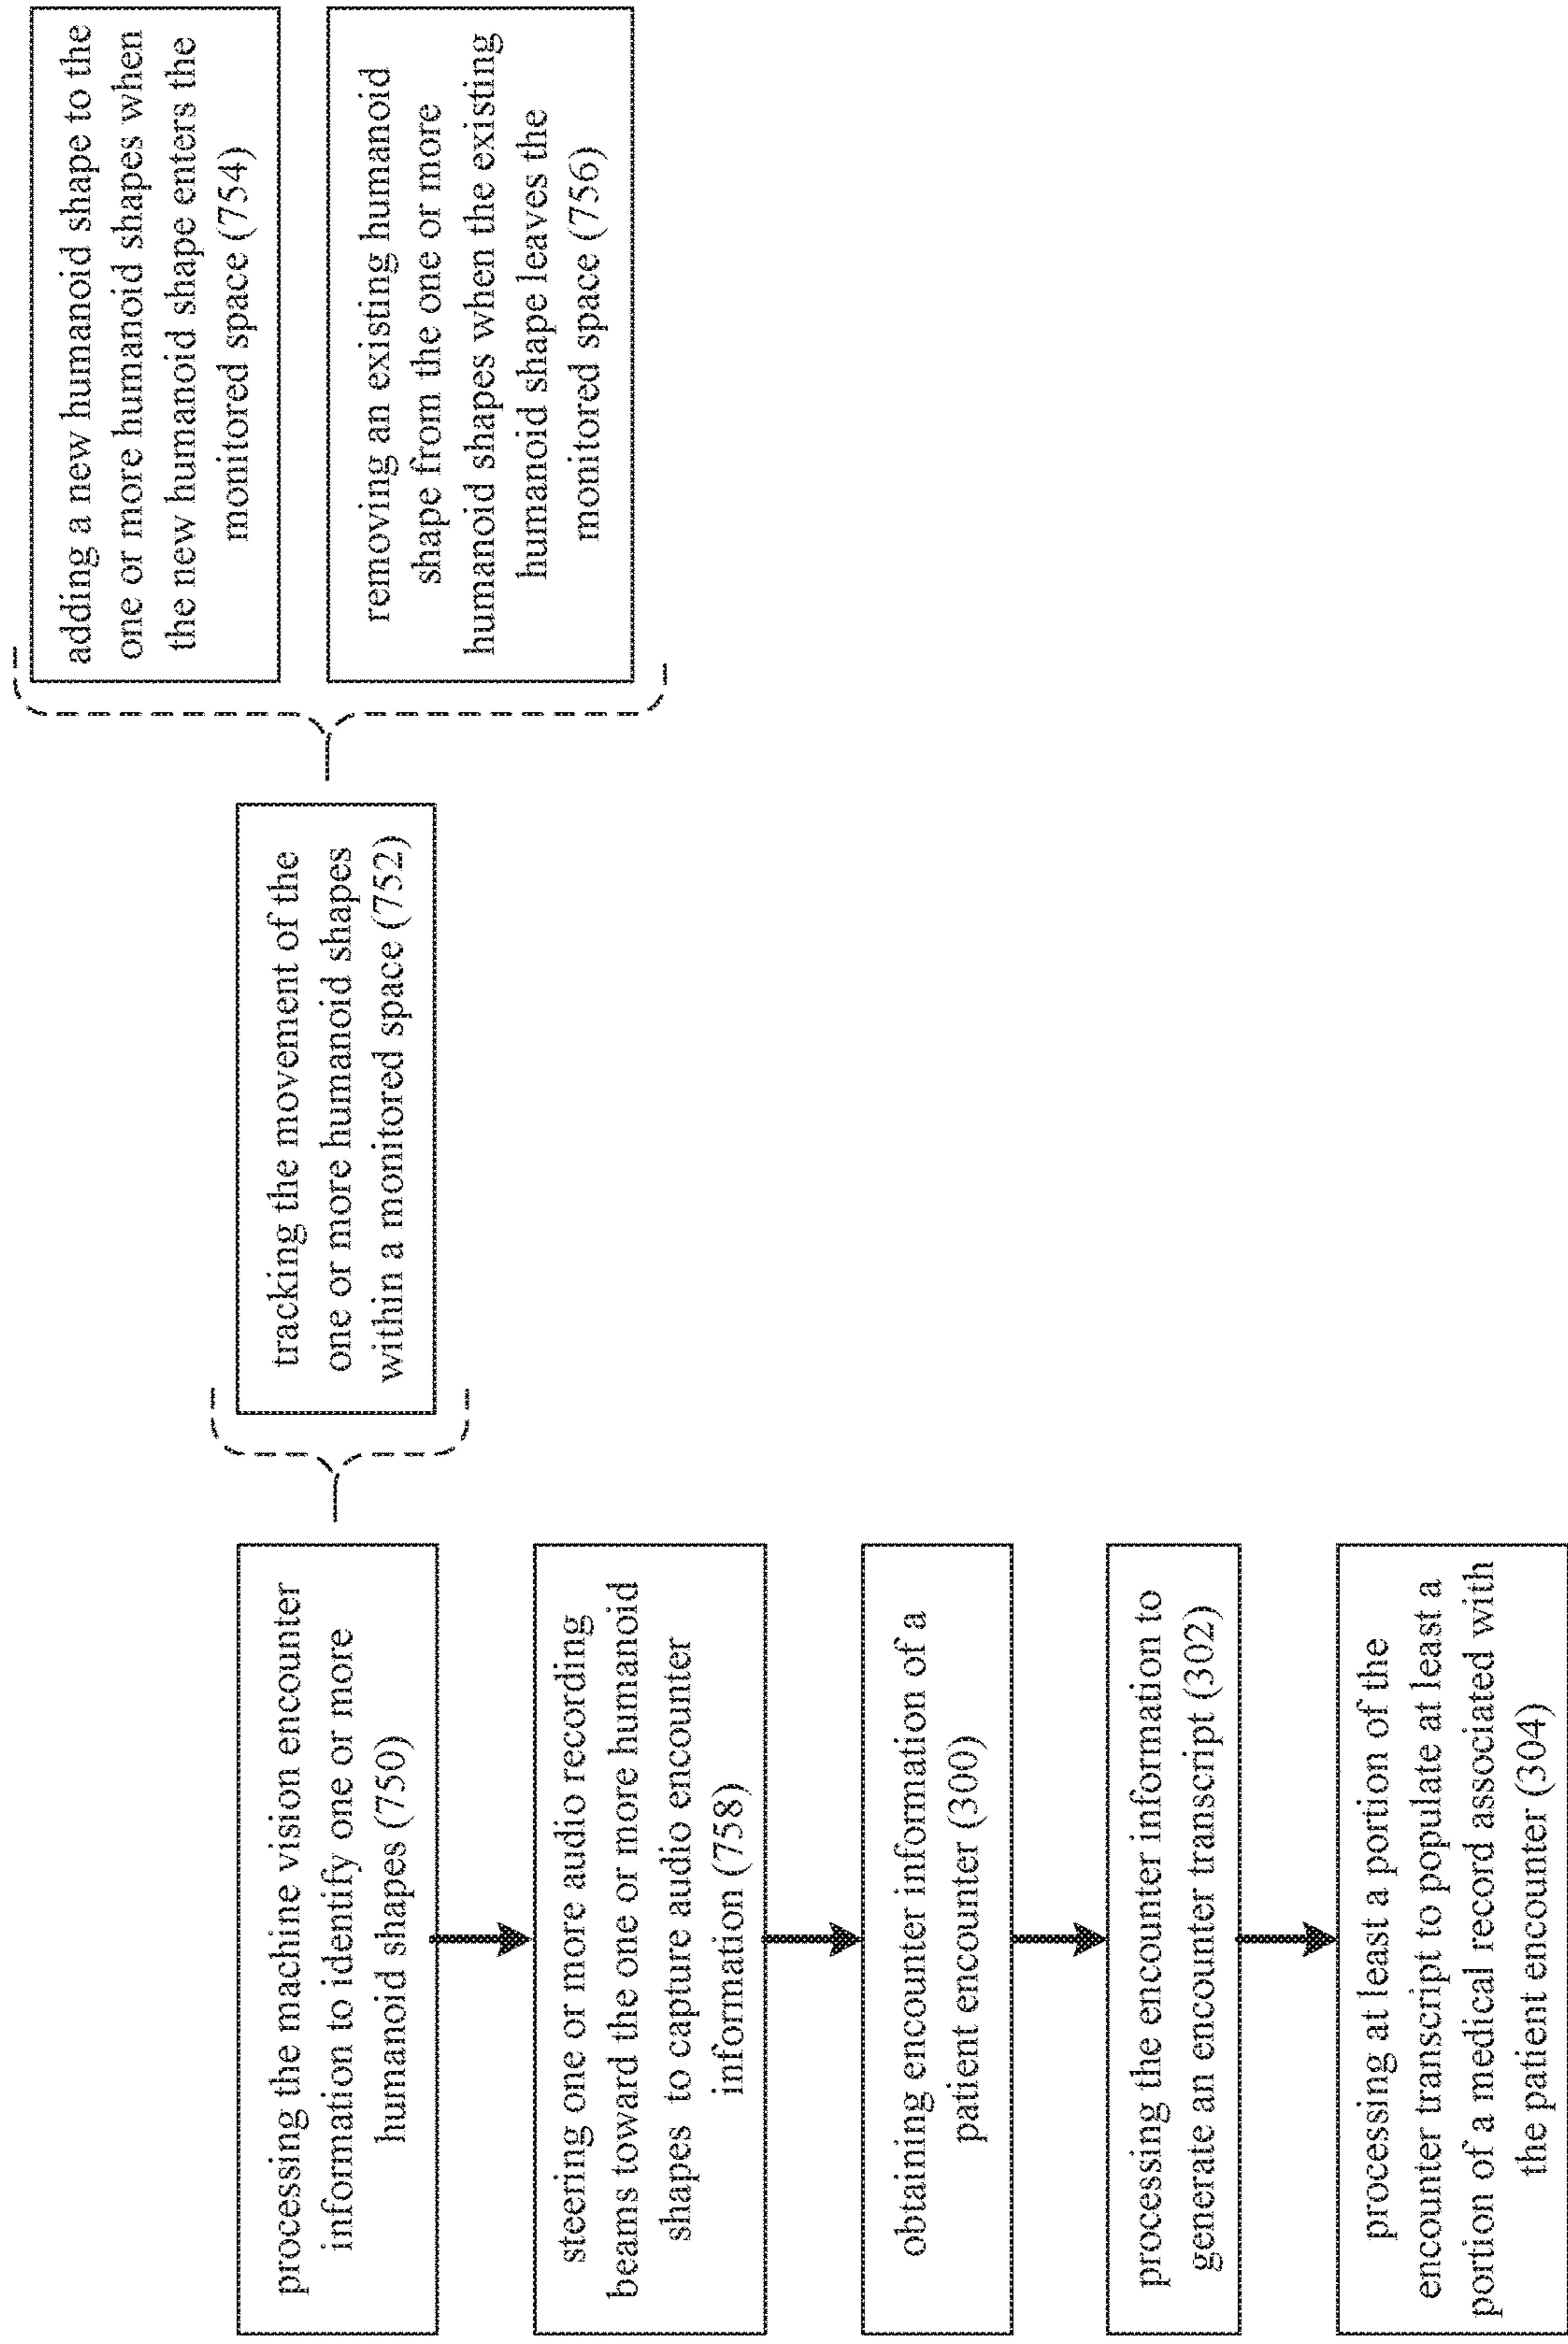 processing the machine vision encounter
information to identify one or more
humanoid shapes (750)
tracking the movement of the
one or more humanoid shapes
within a monitored space (752)
adding a new humanoid shape to the
one or more humanoid shapes when
the new humanoid shape enters the
monitored space (754)
removing an existing humanoid
shape from the one or more
humanoid shapes when the existing
humanoid shape leaves the
monitored space (756)
steering one or more audio recording
beams toward the one or more humanoid
shapes to capture audio encounter
information (758)
obtaining encounter information of a
patient encounter (300)
processing the encounter information to
generate an encounter transcript (302)
processing at least a portion of the
encounter transcript to populate at least a
portion of a medical record associated with
the patient encounter (304)